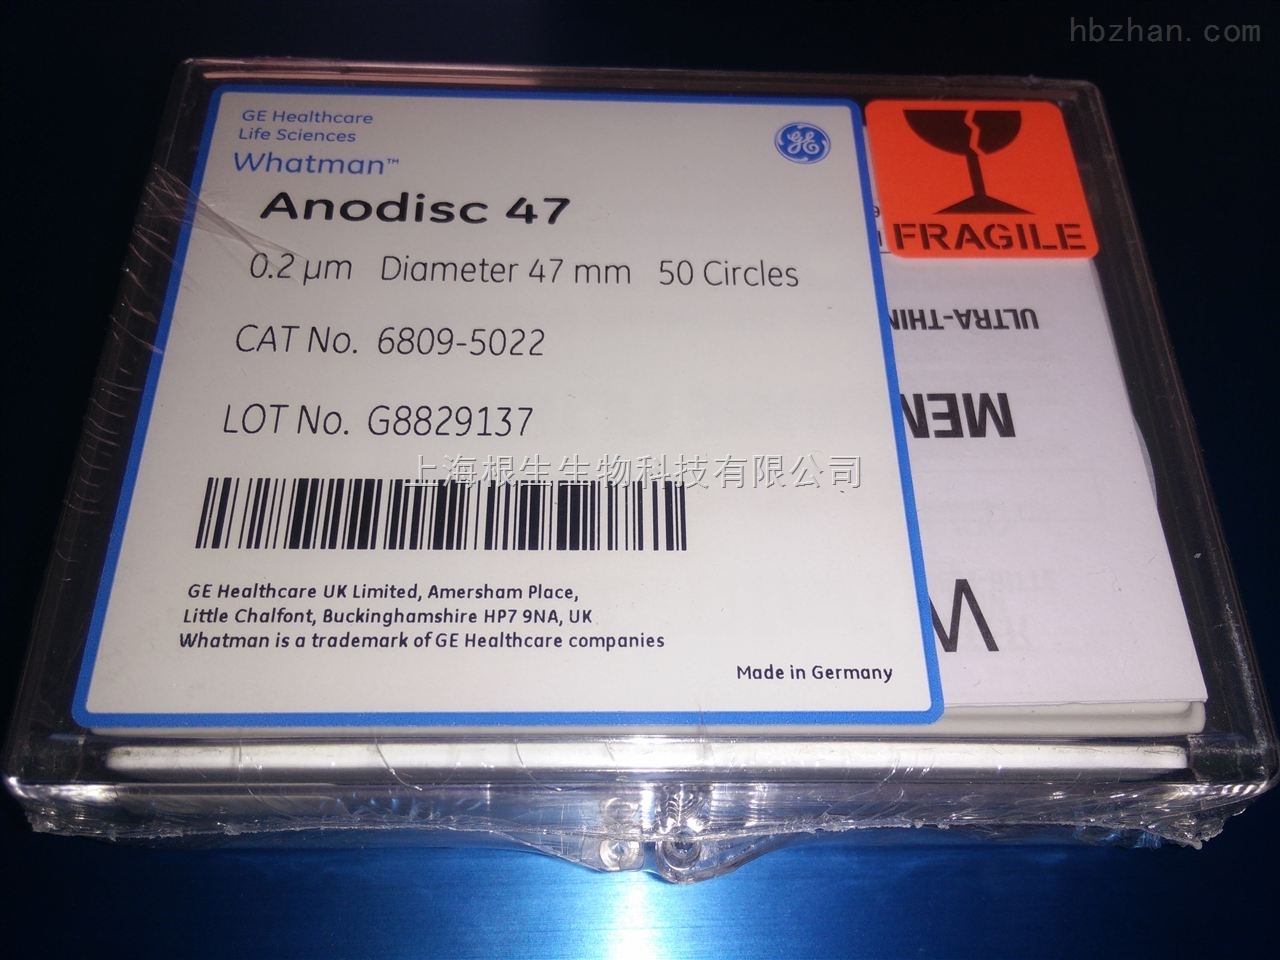 hbzhan.com
GE Healthcare
Life Sciences
Whatman™
Anodisc 47
0.2 µm Diameter 47 mm 50 Circles
CAT No. 6809-5022
LOT No. G8829137
上海根生生物科技有限公司
GE Healthcare UK Limited, Amersham Place,
Little Chalfont, Buckinghamshire HP7 9NA, UK
Whatman is a trademark of GE Healthcare companies
Made in Germany
FRAGILE
ULTRA-THIN
MEM
W